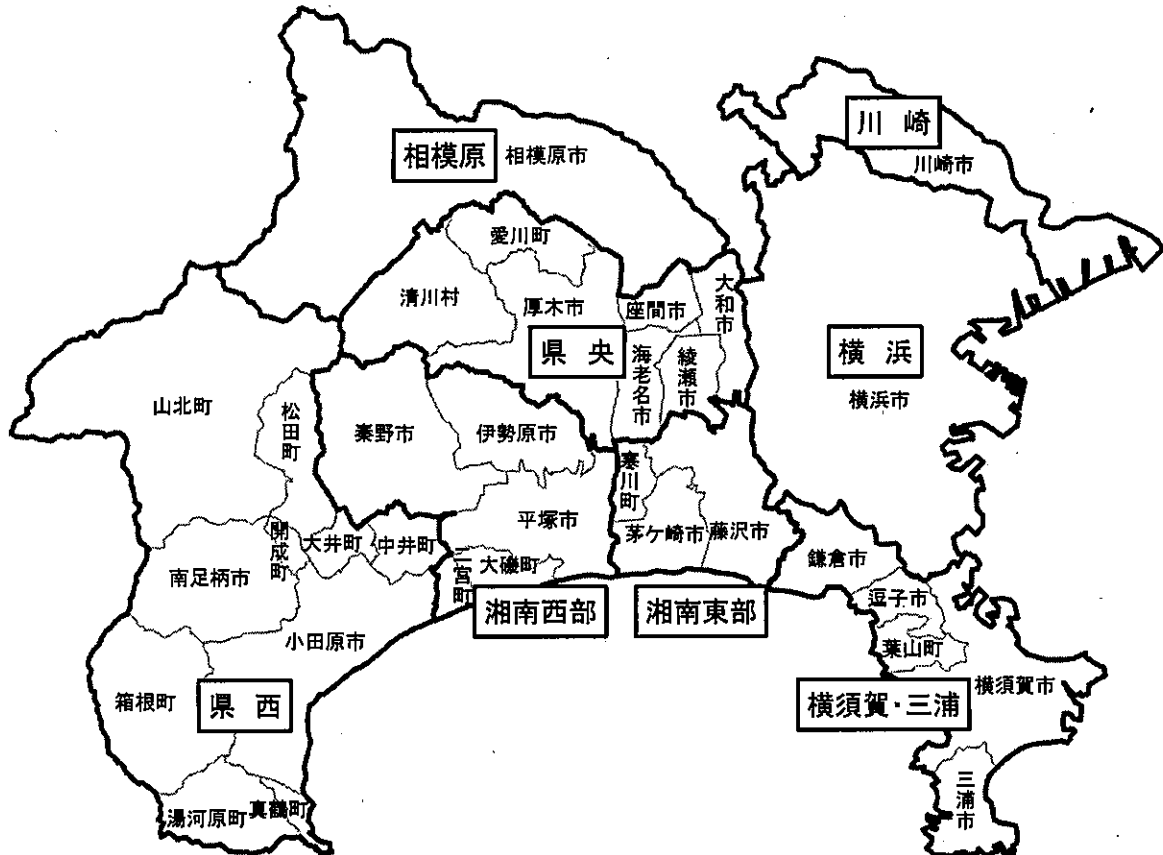 川崎
川崎市
相模原
相模原市
愛川町
清川村
厚木市
座間市
大和市
県央
海老名市
綾瀬市
横浜
横浜市
山北町
松田町
秦野市
伊勢原市
寒川町
平塚市
茅ケ崎市
藤沢市
開成町
大井町
中井町
南足柄市
二宮町
大磯町
鎌倉市
逗子市
湘南西部
湘南東部
小田原市
葉山町
箱根町
県西
横須賀・三浦
横須賀市
三浦市
湯河原町
真鶴町